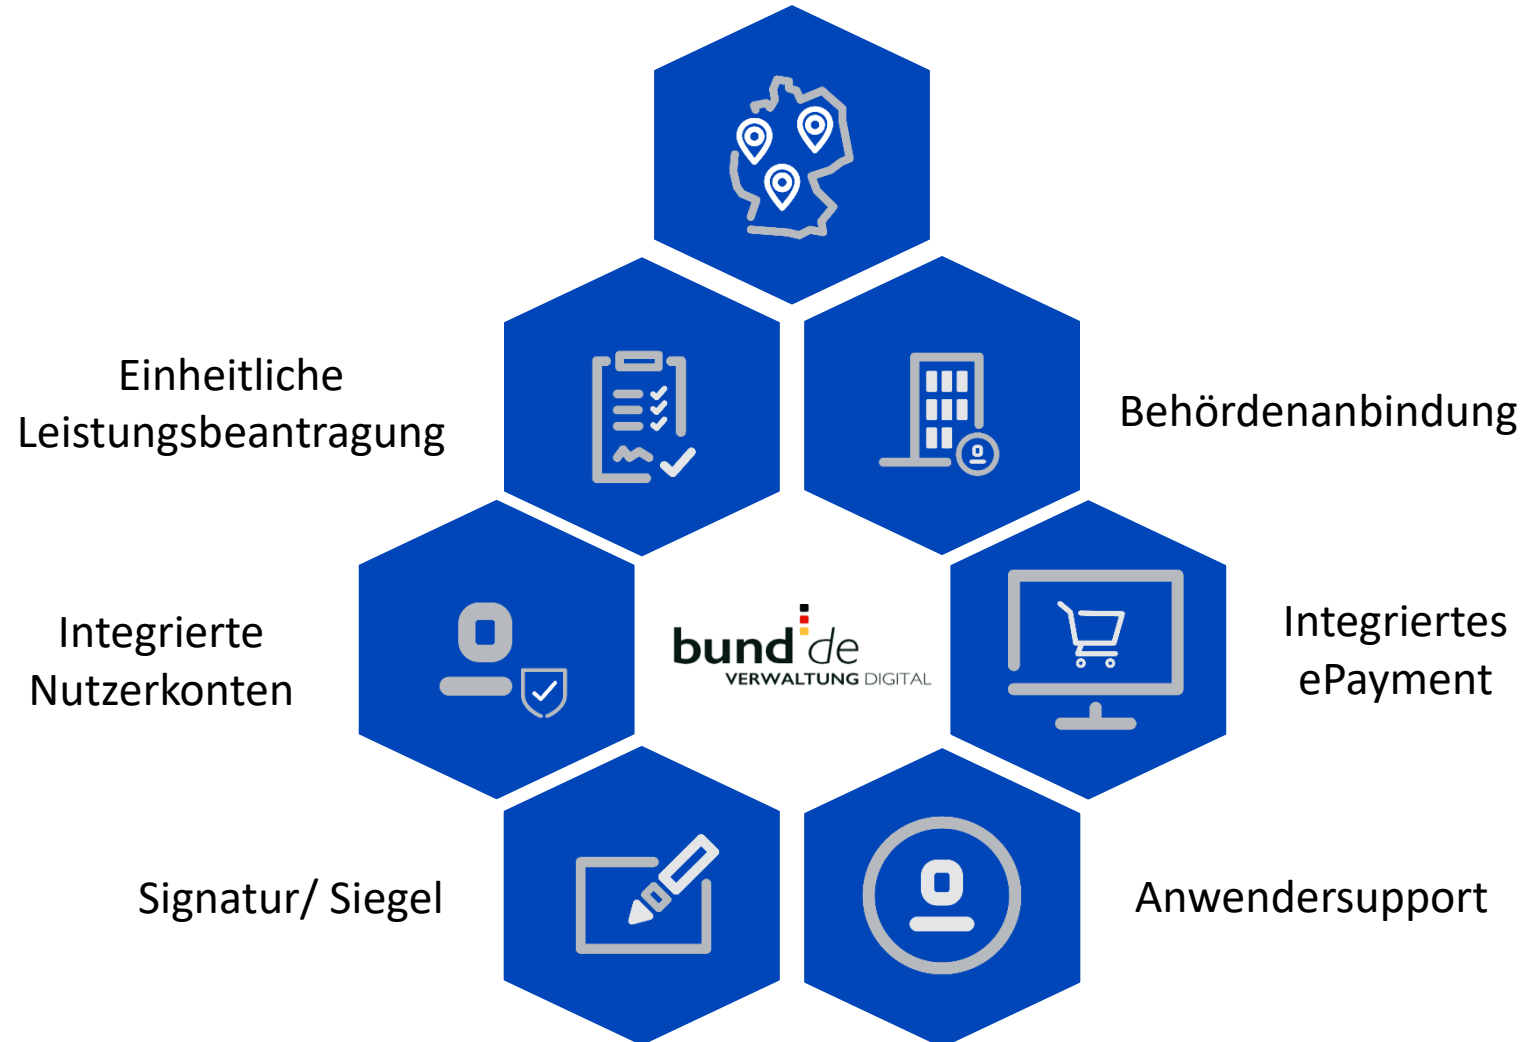 Einheitliche
Leistungsbeantragung
Behördenanbindung
Integrierte
Nutzerkonten
bund de
VERWALTUNG DIGITAL
Integriertes
ePayment
Signatur/ Siegel
Anwendersupport